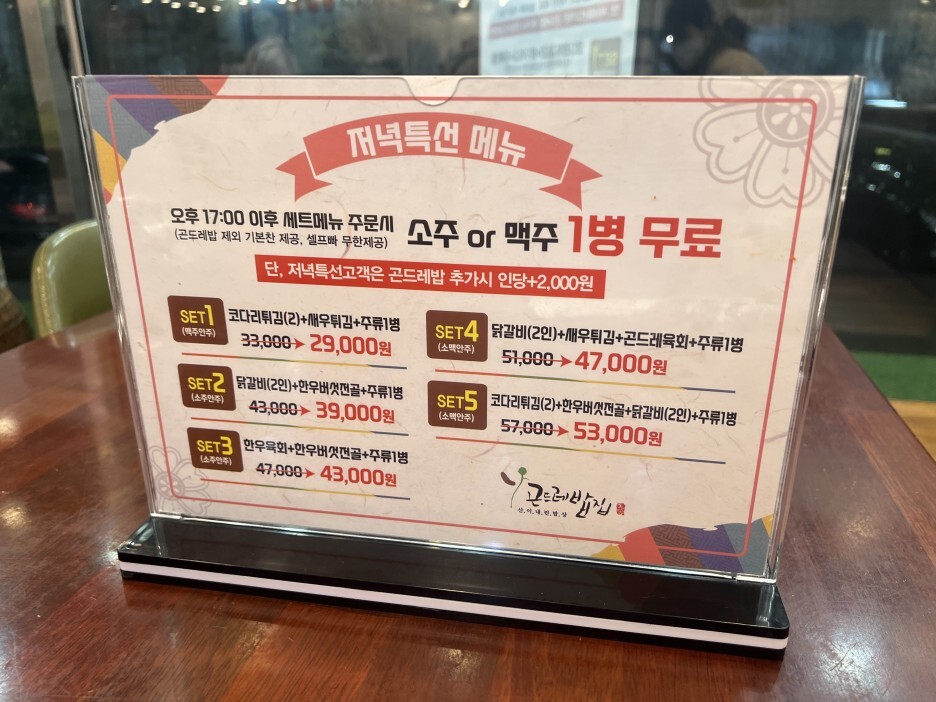 저녁특선 메뉴
오후 17:00 이후 세트메뉴 주문시
(곤드레밥 제외 기본찬 제공, 셀프빠 무한제공)
소주 or 맥주 1병 무료
단, 저녁특선고객은 곤드레밥 추가시 인당+2,000원
SET1
(맥주안주)
코다리튀김(2)+새우튀김+주류1병
33,000 29,000원
SET2
(소주안주)
닭갈비(2인)+한우버섯전골+주류1병
43,000 39,000원
SET3
(소주안주)
한우육회+한우버섯전골+주류1병
47,000 43,000원
SET4
(소맥안주)
닭갈비(2인)+새우튀김+곤드레육회+주류1병
51,000 47,000원
SET5
(소맥안주)
코다리튀김(2)+한우버섯전골+닭갈비(2인)+주류1병
57,000 53,000원
곤드레밥집
산,이,내,린,밥,상